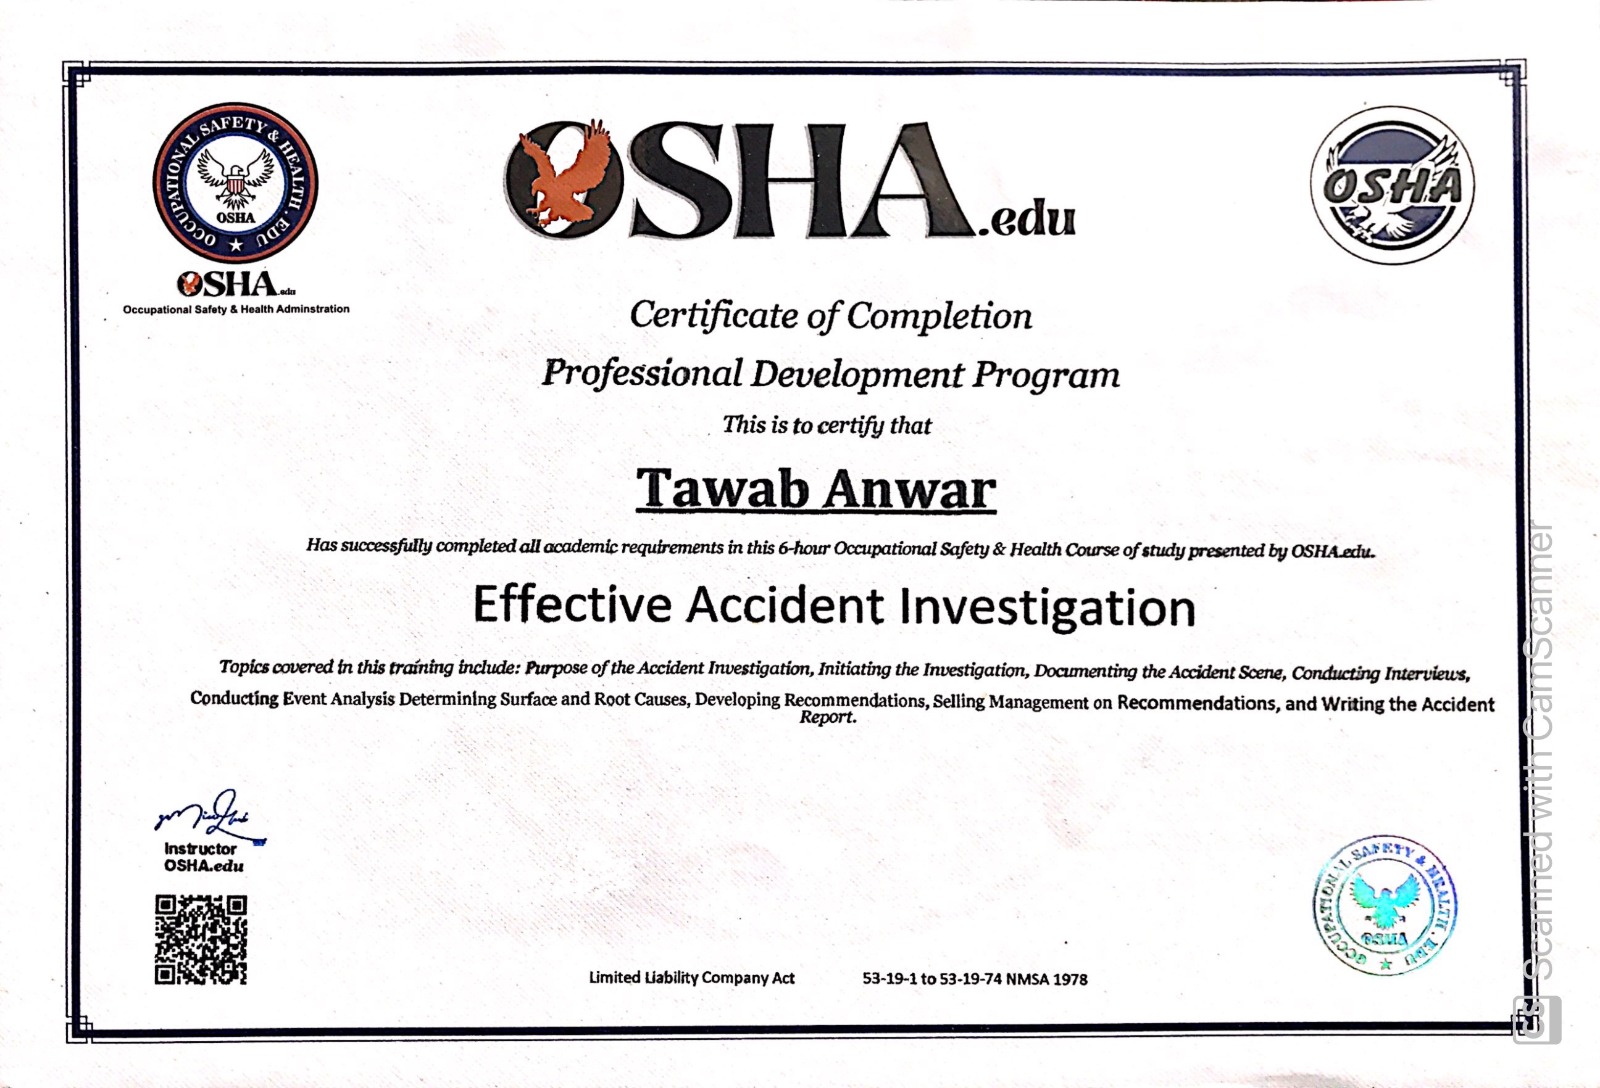 OCCUPATIONAL SAFETY & HEALTH .EDU
OSHA
OSHA.edu
Occupational Safety & Health Adminstration
OSHA.edu
OSHA
Certificate of Completion
Professional Development Program
This is to certify that
Tawab Anwar
Has successfully completed all academic requirements in this 6-hour Occupational Safety & Health Course of study presented by OSHA.edu.
Effective Accident Investigation
Topics covered in this training include: Purpose of the Accident Investigation, Initiating the Investigation, Documenting the Accident Scene, Conducting Interviews,
Conducting Event Analysis Determining Surface and Root Causes, Developing Recommendations, Selling Management on Recommendations, and Writing the Accident
Report.
Instructor
OSHA.edu
Limited Liability Company Act 53-19-1 to 53-19-74 NMSA 1978
OCCUPATIONAL SAFETY & HEALTH .EDU
OSHA
CS Scanned with CamScanner